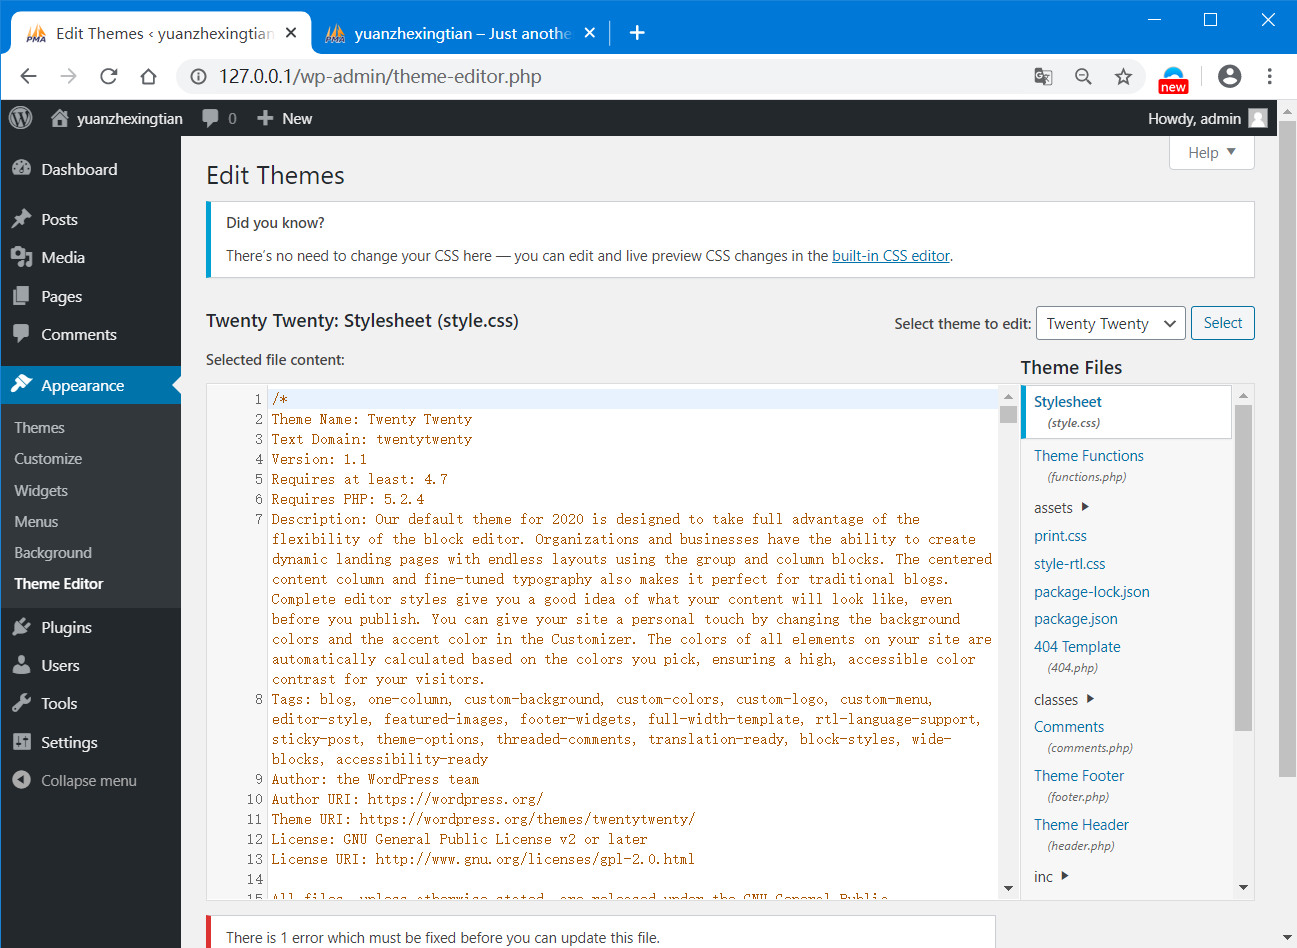 Edit Themes ‹ yuanzhexingtian
yuanzhexingtian – Just anothe
127.0.0.1/wp-admin/theme-editor.php
new
yuanzhexingtian
0
New
Howdy, admin
Dashboard
Posts
Media
Pages
Comments
Appearance
Themes
Customize
Widgets
Menus
Background
Theme Editor
Plugins
Users
Tools
Settings
Collapse menu
Help
Edit Themes
Did you know?
There's no need to change your CSS here — you can edit and live preview CSS changes in the built-in CSS editor.
Twenty Twenty: Stylesheet (style.css)
Select theme to edit: Twenty Twenty Select
Selected file content:
1 /*
2 Theme Name: Twenty Twenty
3 Text Domain: twentytwenty
4 Version: 1.1
5 Requires at least: 4.7
6 Requires PHP: 5.2.4
7 Description: Our default theme for 2020 is designed to take full advantage of the
flexibility of the block editor. Organizations and businesses have the ability to create
dynamic landing pages with endless layouts using the group and column blocks. The centered
content column and fine-tuned typography also makes it perfect for traditional blogs.
Complete editor styles give you a good idea of what your content will look like, even
before you publish. You can give your site a personal touch by changing the background
colors and the accent color in the Customizer. The colors of all elements on your site are
automatically calculated based on the colors you pick, ensuring a high, accessible color
contrast for your visitors.
8 Tags: blog, one-column, custom-background, custom-colors, custom-logo, custom-menu,
editor-style, featured-images, footer-widgets, full-width-template, rtl-language-support,
sticky-post, theme-options, threaded-comments, translation-ready, block-styles, wide-
blocks, accessibility-ready
9 Author: the WordPress team
10 Author URI: https://wordpress.org/
11 Theme URI: https://wordpress.org/themes/twentytwenty/
12 License: GNU General Public License v2 or later
13 License URI: http://www.gnu.org/licenses/gpl-2.0.html
14
15 All files, unless otherwise stated, are released under the GNU General Public
Theme Files
Stylesheet
(style.css)
Theme Functions
(functions.php)
assets
print.css
style-rtl.css
package-lock.json
package.json
404 Template
(404.php)
classes
Comments
(comments.php)
Theme Footer
(footer.php)
Theme Header
(header.php)
inc
There is 1 error which must be fixed before you can update this file.